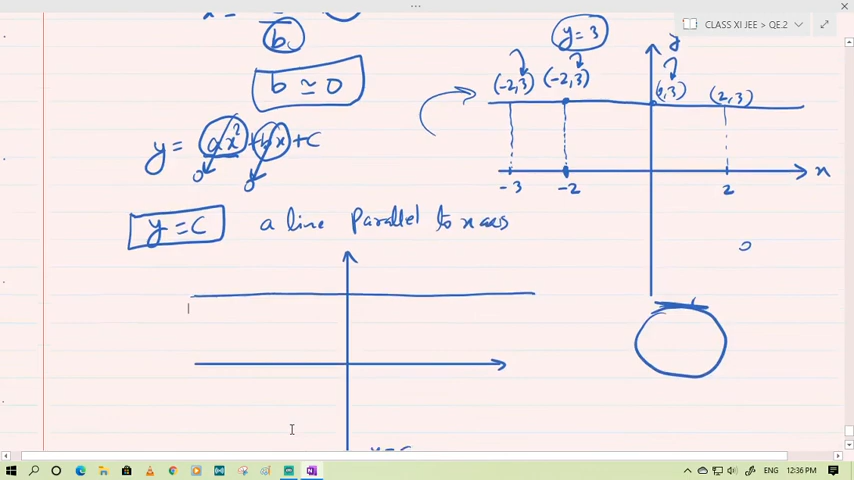 CLASS XI JEE > QE.2
b
y = 3
y
b ≃ 0
(-2,3) (-2,3) (0,3) (2,3)
y = ax²+bx+c
0 0
x
-3 -2 2
y = c a line Parallel to x axis
ENG 12:36 PM